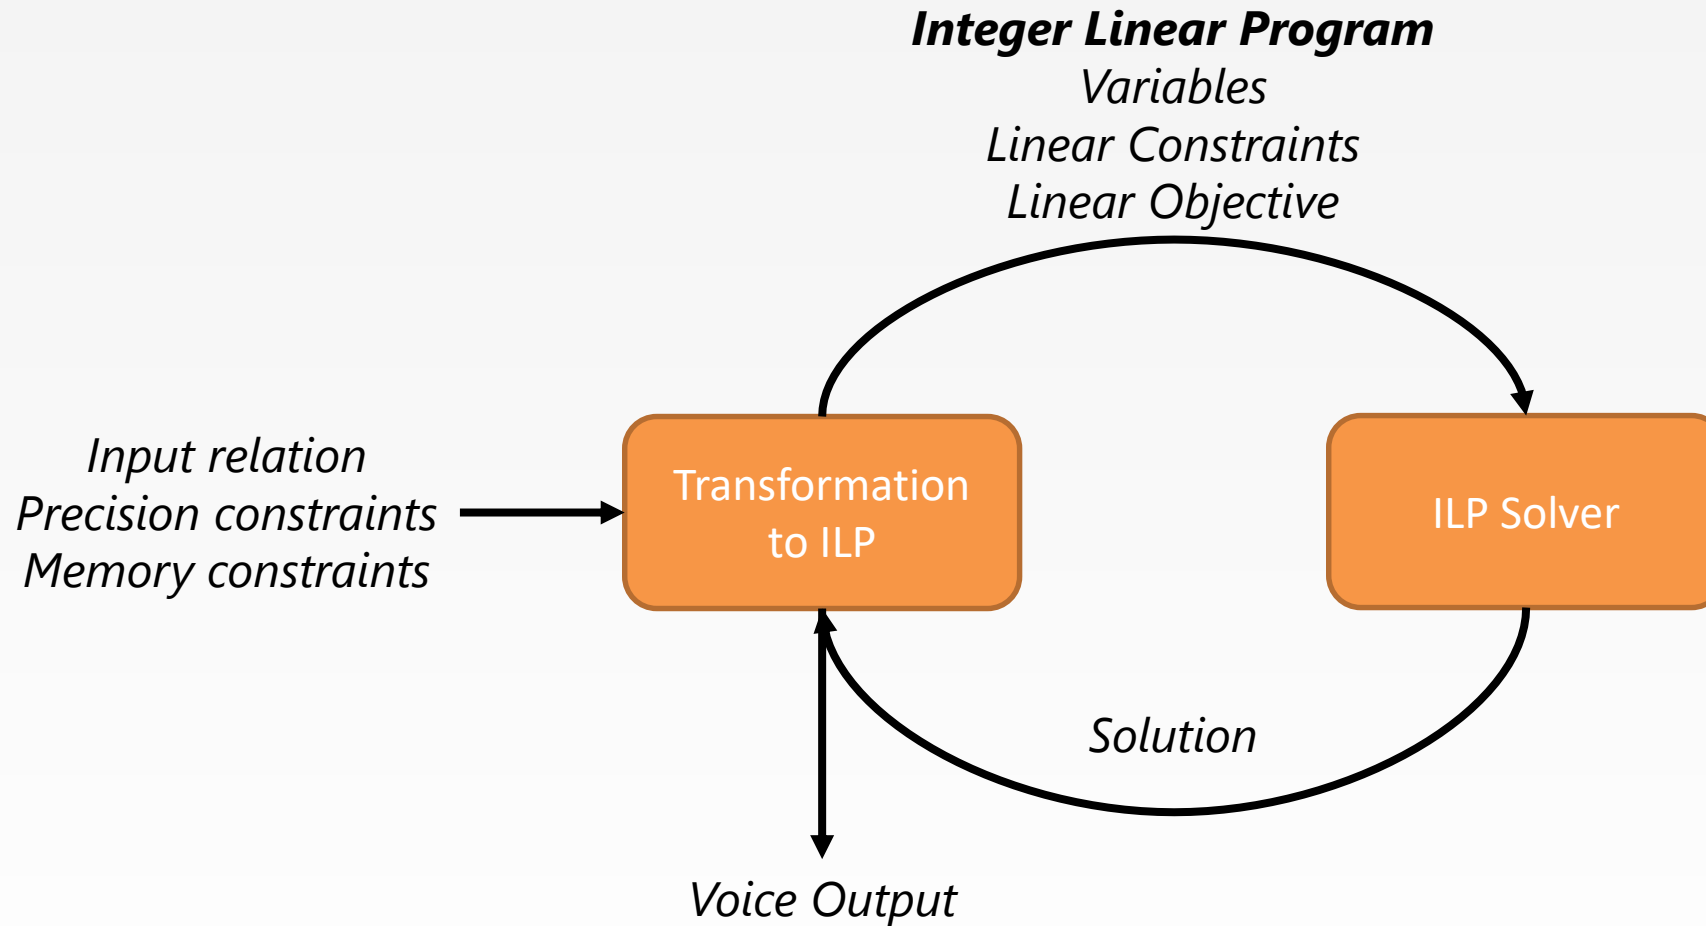 Integer Linear Program
Variables
Linear Constraints
Linear Objective
Input relation
Precision constraints
Memory constraints
Transformation
to ILP
ILP Solver
Solution
Voice Output